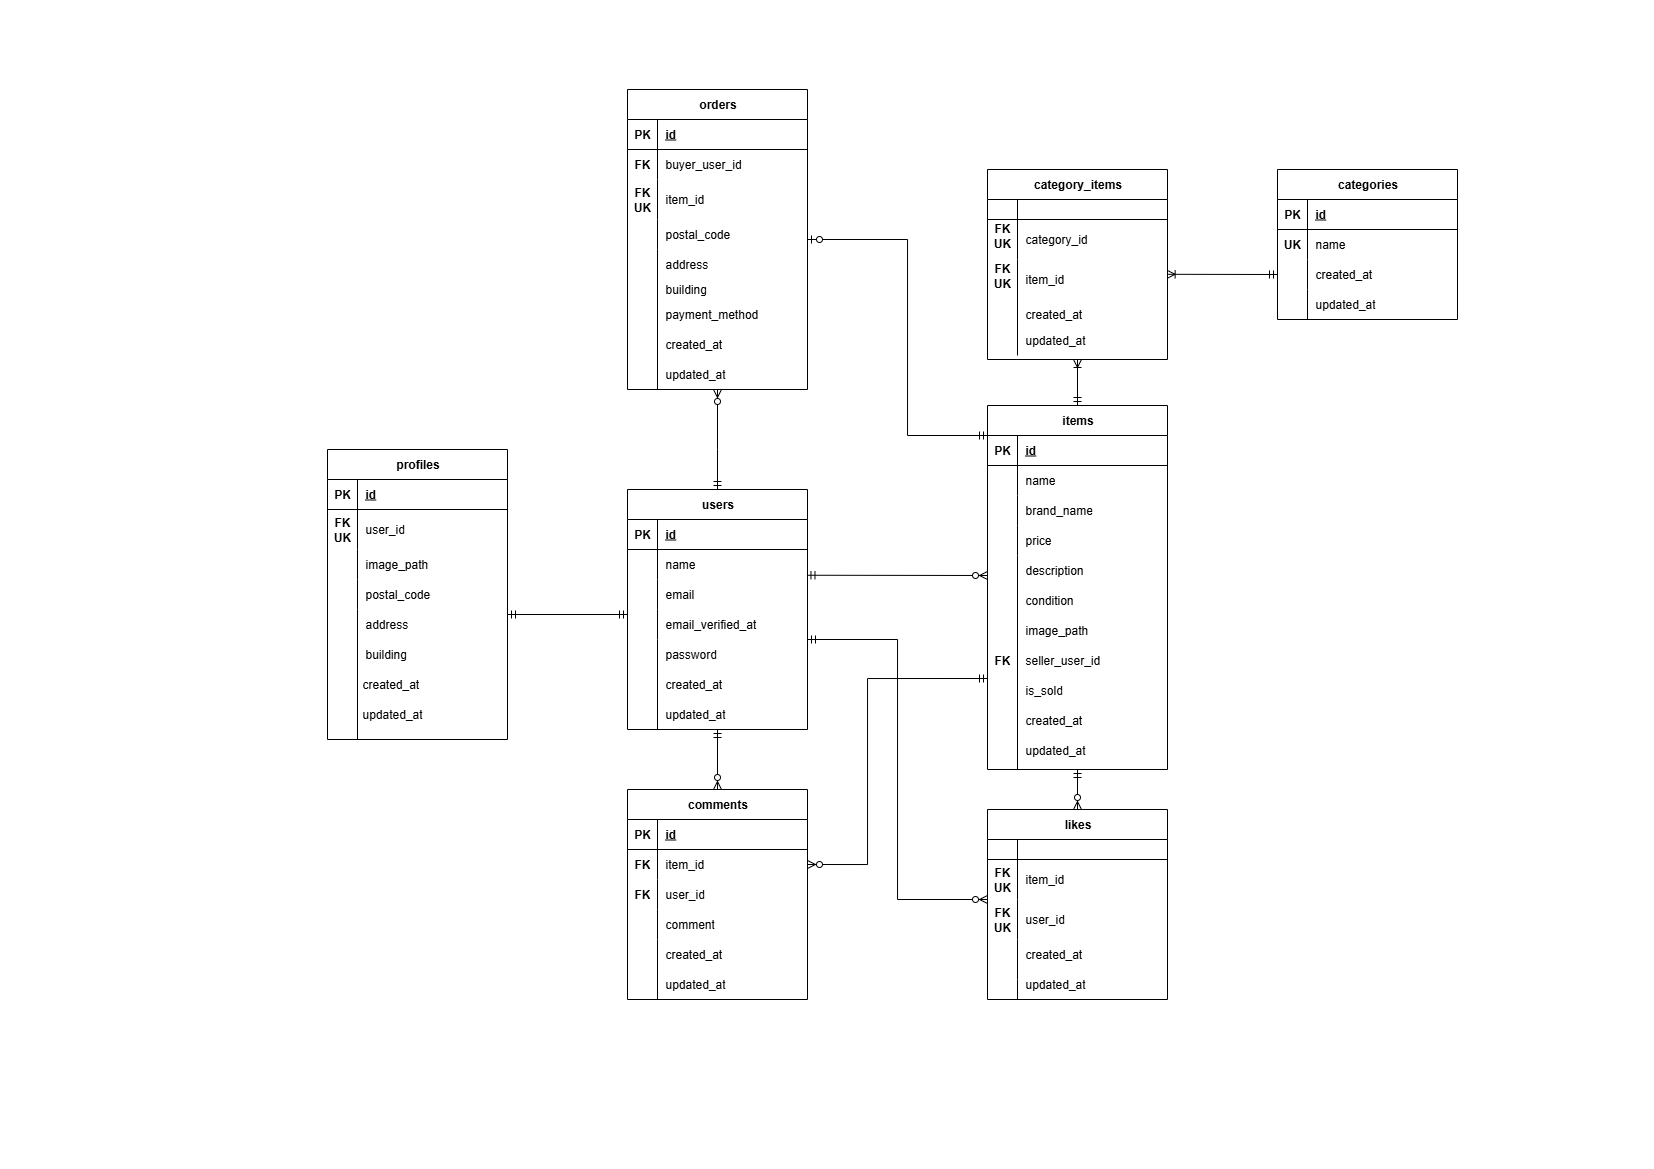 orders
PK id
FK buyer_user_id
FK
UK item_id
postal_code
address
building
payment_method
created_at
updated_at
category_items
FK
UK category_id
FK
UK item_id
created_at
updated_at
categories
PK id
UK name
created_at
updated_at
profiles
PK id
FK
UK user_id
image_path
postal_code
address
building
created_at
updated_at
users
PK id
name
email
email_verified_at
password
created_at
updated_at
items
PK id
name
brand_name
price
description
condition
image_path
FK seller_user_id
is_sold
created_at
updated_at
comments
PK id
FK item_id
FK user_id
comment
created_at
updated_at
likes
FK
UK item_id
FK
UK user_id
created_at
updated_at